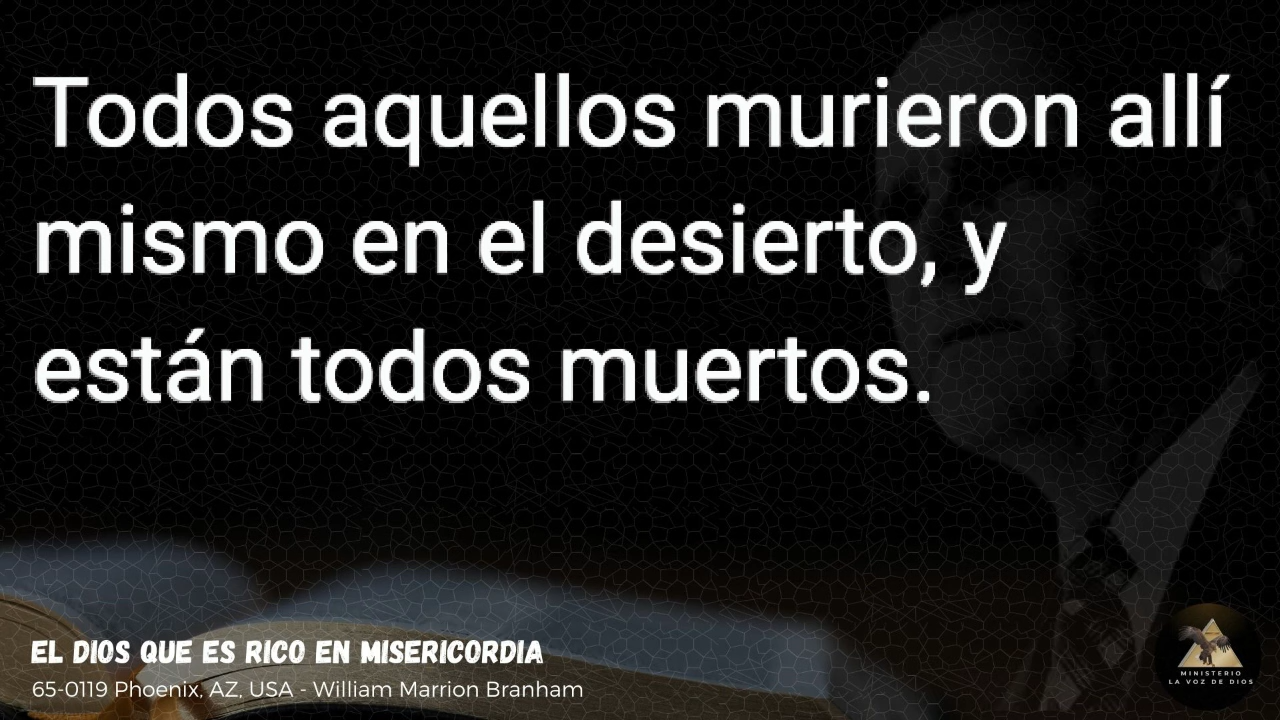 Todos aquellos murieron allí
mismo en el desierto, y
están todos muertos.
EL DIOS QUE ES RICO EN MISERICORDIA
65-0119 Phoenix, AZ, USA - William Marrion Branham
MINISTERIO
LA VOZ DE DIOS